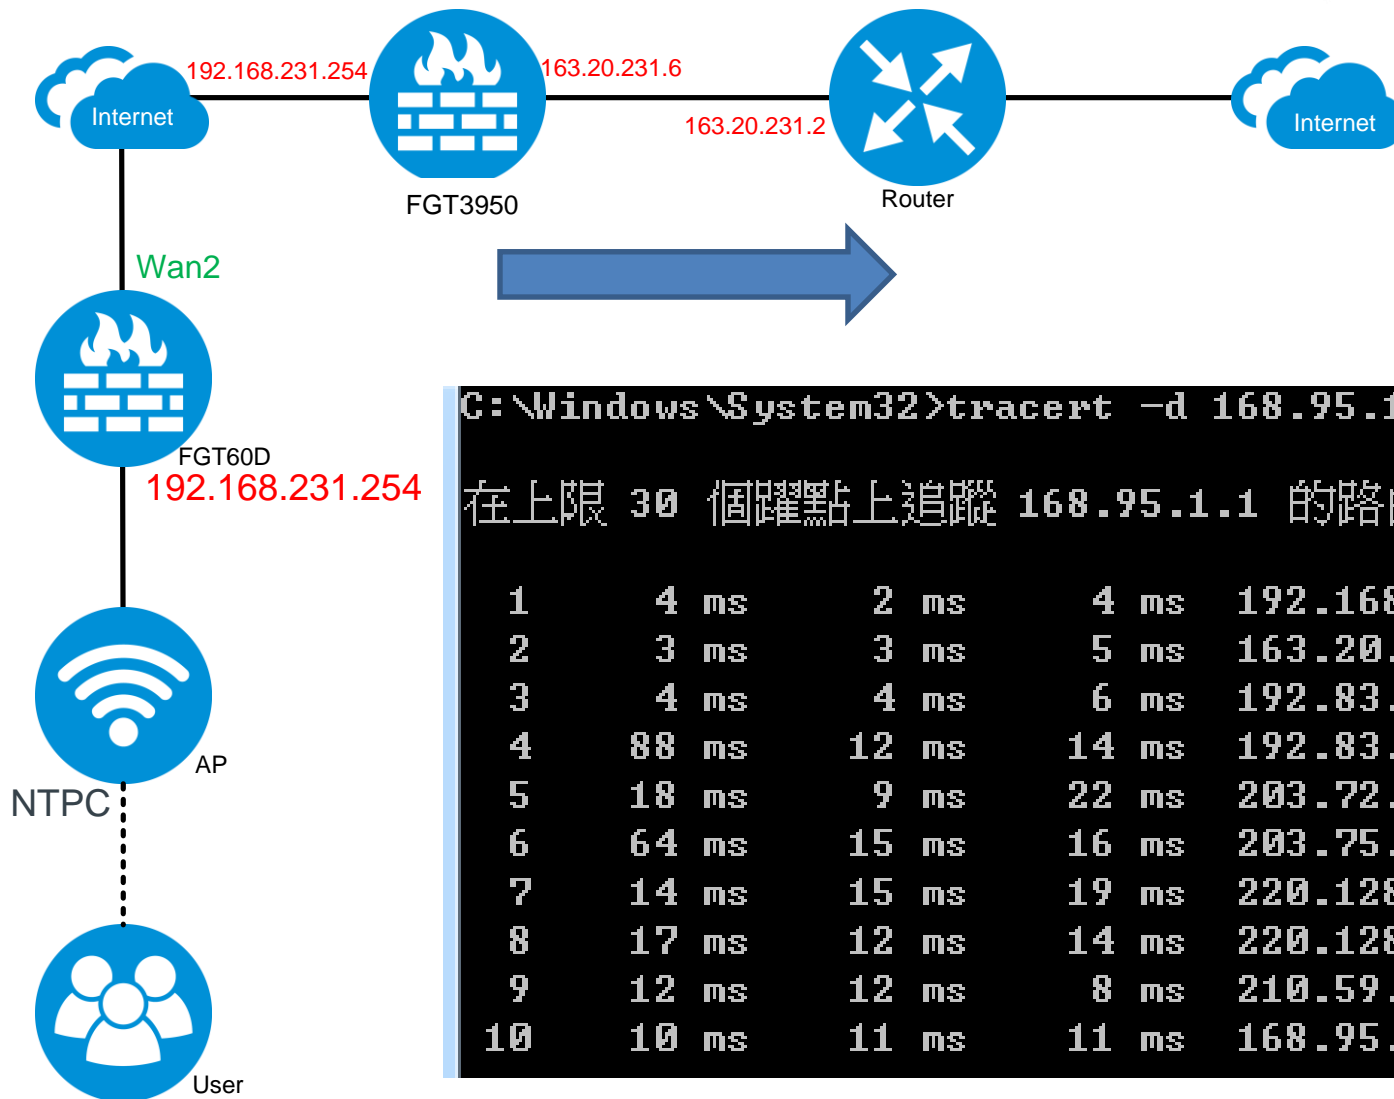 Internet
192.168.231.254
163.20.231.6
163.20.231.2
Internet
FGT3950
Router
Wan2
FGT60D
192.168.231.254
AP
NTPC
User
C:\Windows\System32>tracert -d 168.95.1
在上限 30 個躍點上追蹤 168.95.1.1 的路
1 4 ms 2 ms 4 ms 192.168
2 3 ms 3 ms 5 ms 163.20.
3 4 ms 4 ms 6 ms 192.83.
4 88 ms 12 ms 14 ms 192.83.
5 18 ms 9 ms 22 ms 203.72.
6 64 ms 15 ms 16 ms 203.75.
7 14 ms 15 ms 19 ms 220.128
8 17 ms 12 ms 14 ms 220.128
9 12 ms 12 ms 8 ms 210.59.
10 10 ms 11 ms 11 ms 168.95.